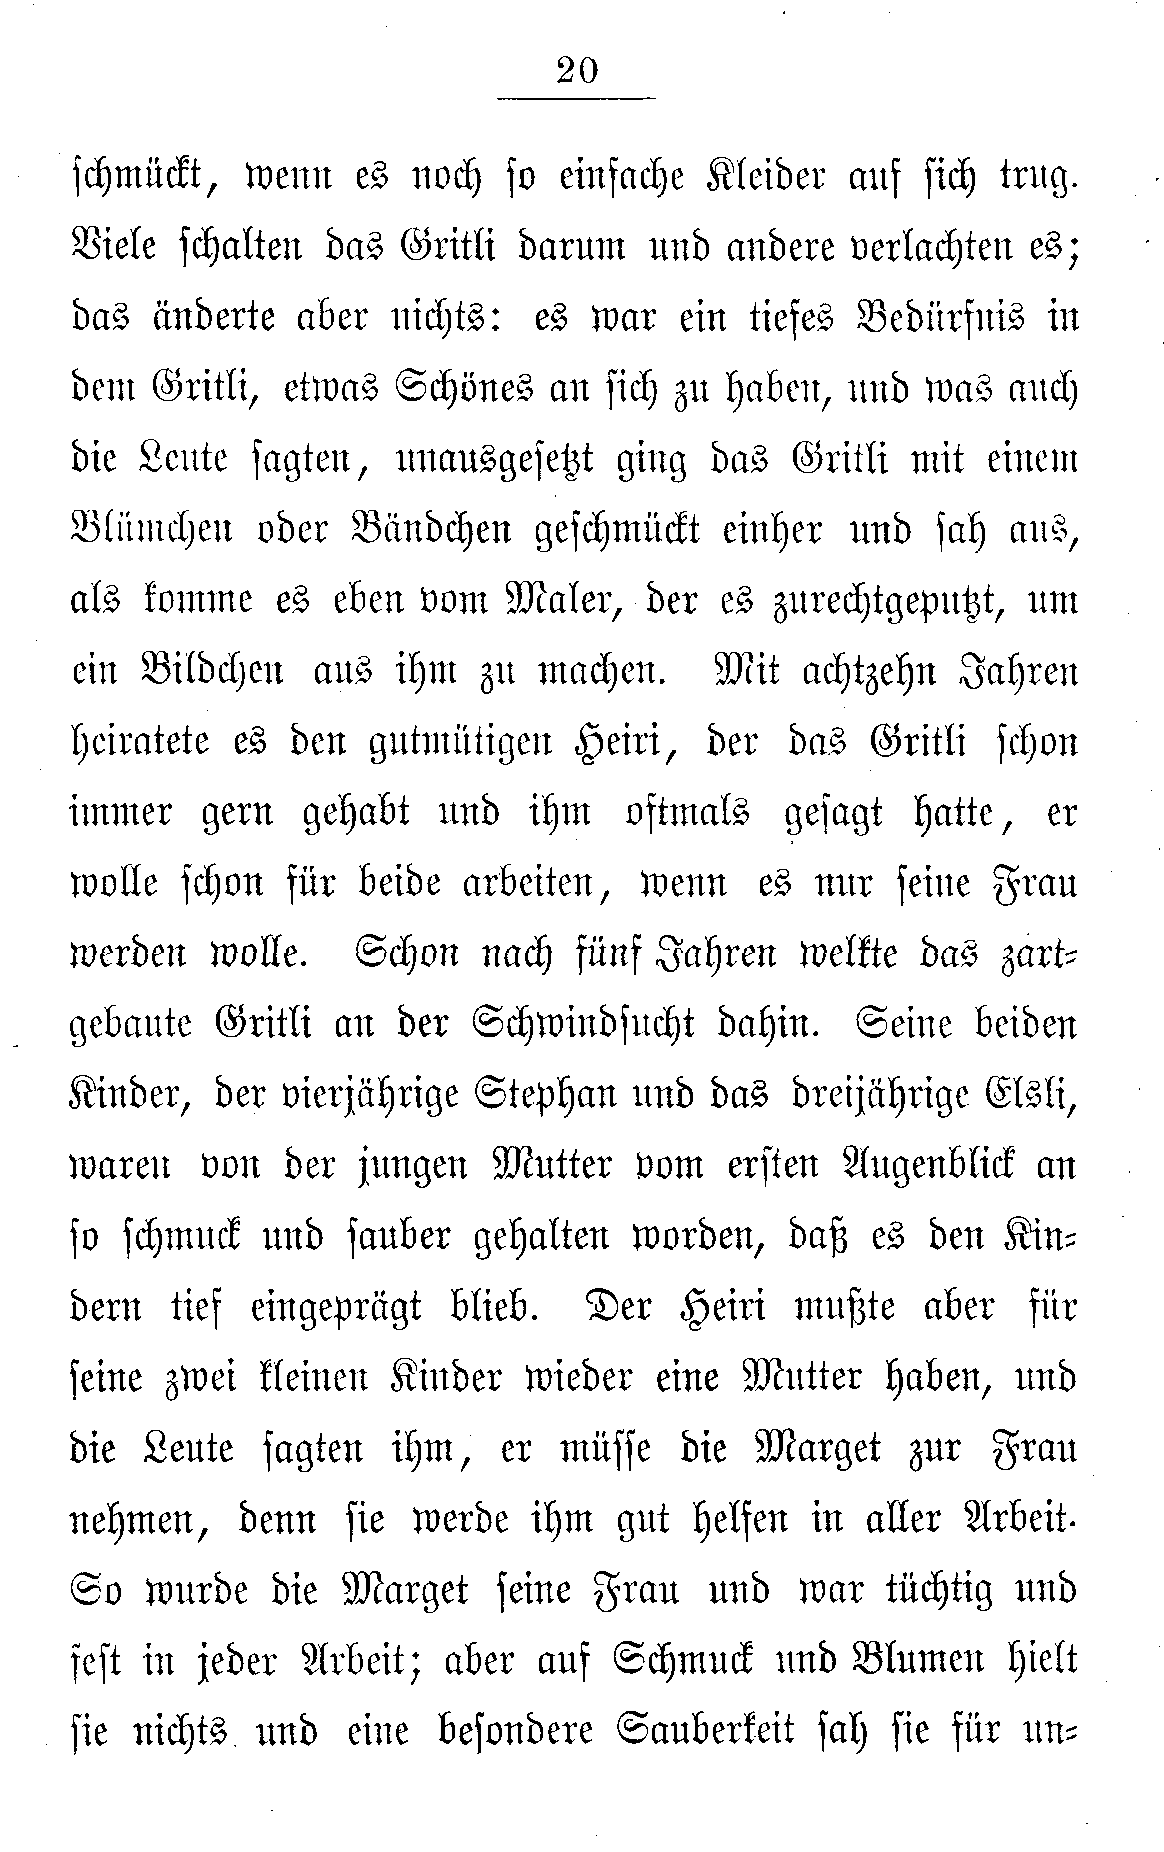 20
schmückt, wenn es noch so einfache Kleider auf sich trug.
Viele schalten das Gritli darum und andere verlachten es;
das änderte aber nichts: es war ein tiefes Bedürfnis in
dem Gritli, etwas Schönes an sich zu haben, und was auch
die Leute sagten, unausgesetzt ging das Gritli mit einem
Blümchen oder Bändchen geschmückt einher und sah aus,
als komme es eben vom Maler, der es zurechtgeputzt, um
ein Bildchen aus ihm zu machen. Mit achtzehn Jahren
heiratete es den gutmütigen Heiri, der das Gritli schon
immer gern gehabt und ihm oftmals gesagt hatte, er
wolle schon für beide arbeiten, wenn es nur seine Frau
werden wolle. Schon nach fünf Jahren welkte das zart-
gebaute Gritli an der Schwindsucht dahin. Seine beiden
Kinder, der vierjährige Stephan und das dreijährige Elsli,
waren von der jungen Mutter vom ersten Augenblick an
so schmuck und sauber gehalten worden, daß es den Kin-
dern tief eingeprägt blieb. Der Heiri mußte aber für
seine zwei kleinen Kinder wieder eine Mutter haben, und
die Leute sagten ihm, er müsse die Marget zur Frau
nehmen, denn sie werde ihm gut helfen in aller Arbeit.
So wurde die Marget seine Frau und war tüchtig und
fest in jeder Arbeit; aber auf Schmuck und Blumen hielt
sie nichts und eine besondere Sauberkeit sah sie für un-